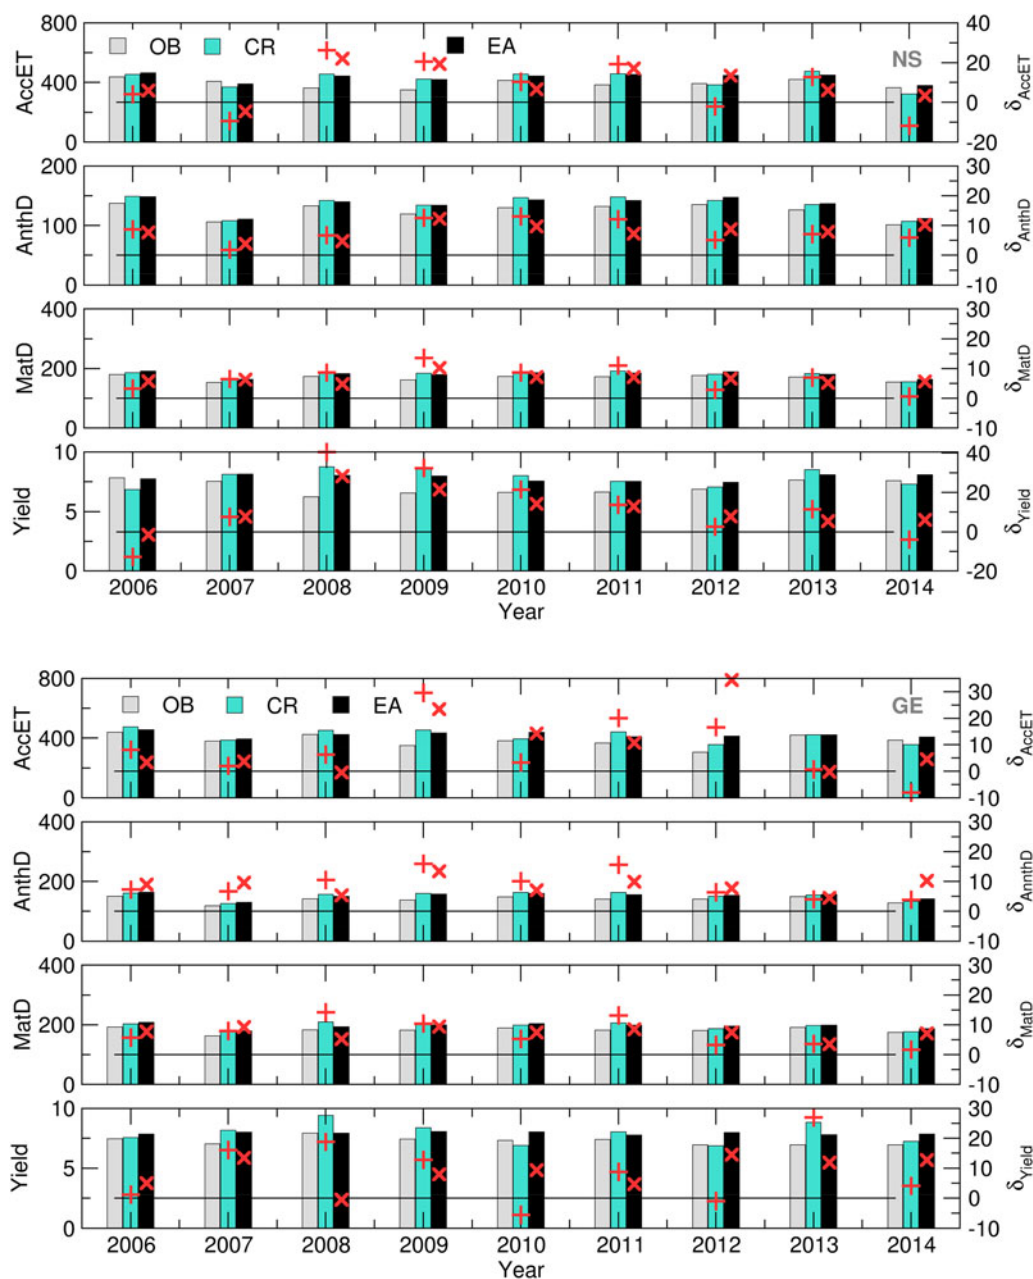 800 40
OB CR EA NS
AccET 400 20 δAccET
0
0 -20
200 30
20
AnthD 100 10 δAnthD
0
0 -10
400 30
20
MatD 200 10 δMatD
0
0 -10
10 40
Yield 5 20 δYield
0
0 -20
2006 2007 2008 2009 2010 2011 2012 2013 2014
Year
800
OB CR EA GE
30
AccET 400 20 δAccET
10
0
0 -10
400 30
20
AnthD 200 10 δAnnthD
0
0 -10
400 30
20
MatD 200 10 δMatD
0
0 -10
10 30
20
Yield 5 10 δYield
0
0 -10
2006 2007 2008 2009 2010 2011 2012 2013 2014
Year